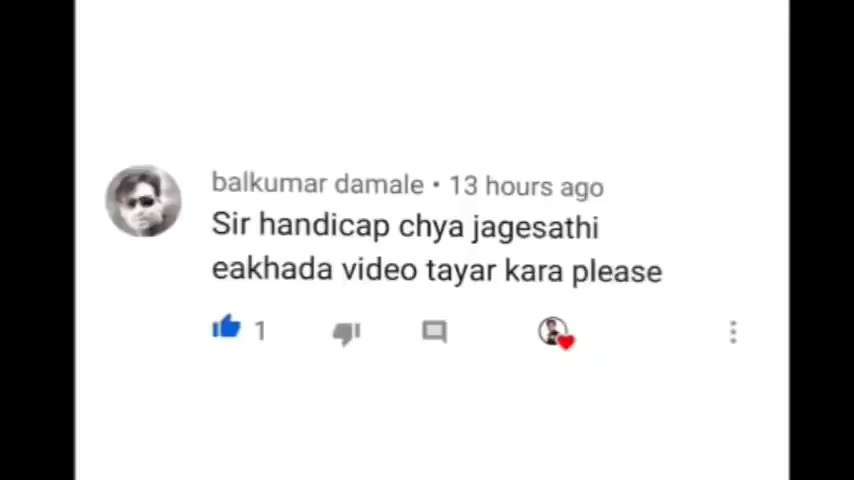 balkumar damale • 13 hours ago
Sir handicap chya jagesathi
eakhada video tayar kara please
1